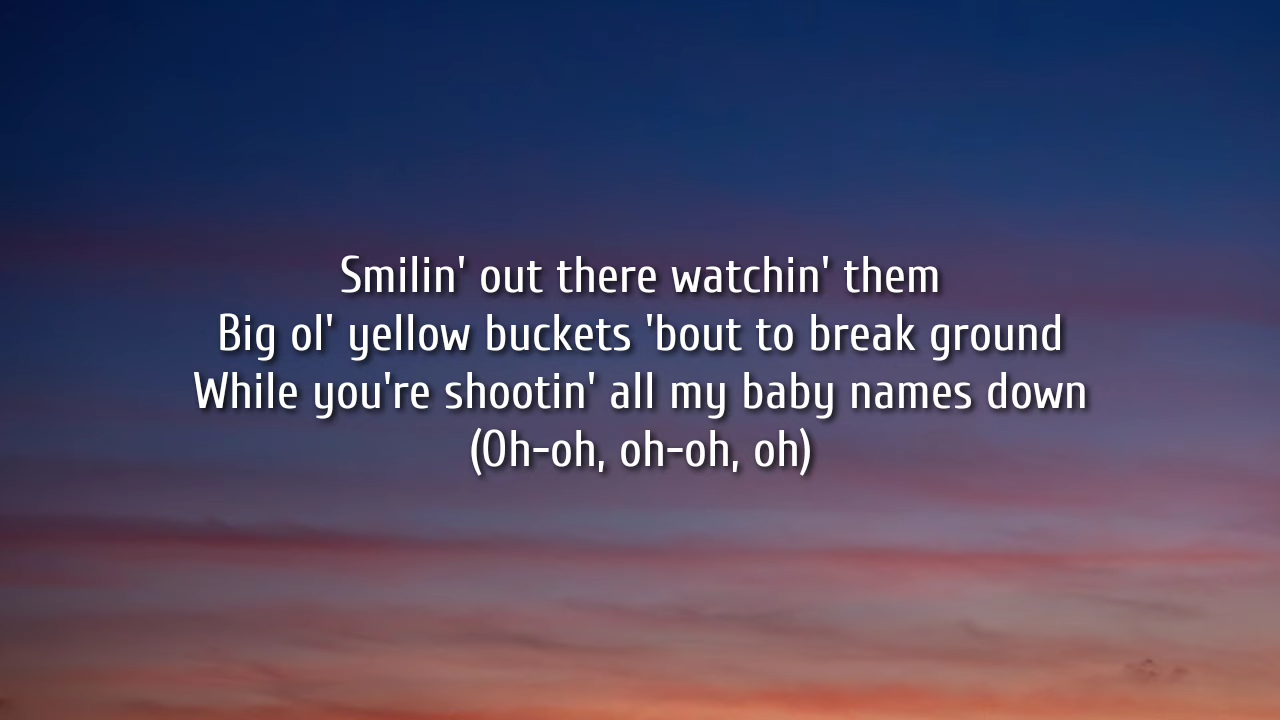 Smilin' out there watchin' them
Big ol' yellow buckets 'bout to break ground
While you're shootin' all my baby names down
(Oh-oh, oh-oh, oh)